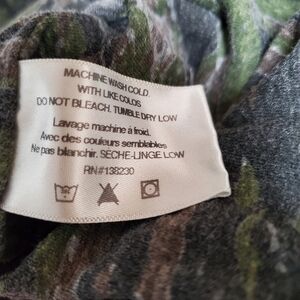 MACHINE WASH COLD.
WITH LIKE COLOS
DO NOT BLEACH. TUMBLE DRY LOW
Lavage machine à froid.
Avec des couleurs semblables
Ne pas blanchir. SECHE-LINGE LOW
RN#138230